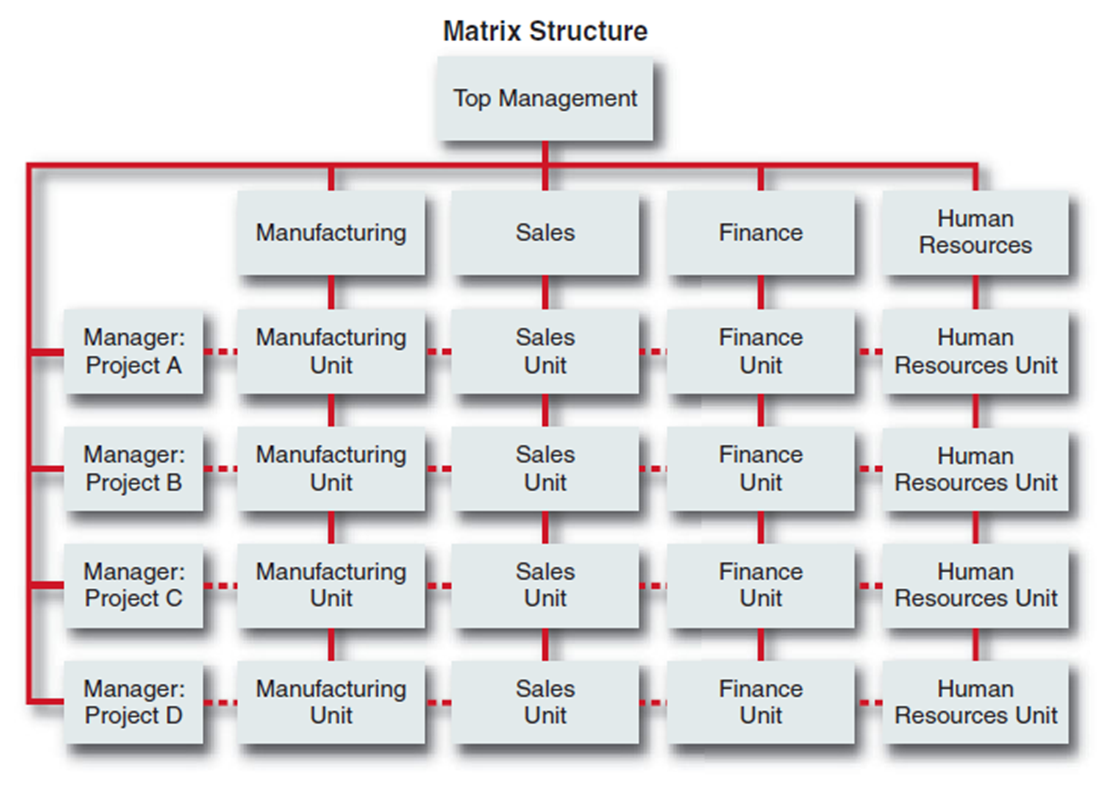 Matrix Structure
Top Management
Manufacturing
Sales
Finance
Human
Resources
Manager:
Project A
Manufacturing
Unit
Sales
Unit
Finance
Unit
Human
Resources Unit
Manager:
Project B
Manufacturing
Unit
Sales
Unit
Finance
Unit
Human
Resources Unit
Manager:
Project C
Manufacturing
Unit
Sales
Unit
Finance
Unit
Human
Resources Unit
Manager:
Project D
Manufacturing
Unit
Sales
Unit
Finance
Unit
Human
Resources Unit